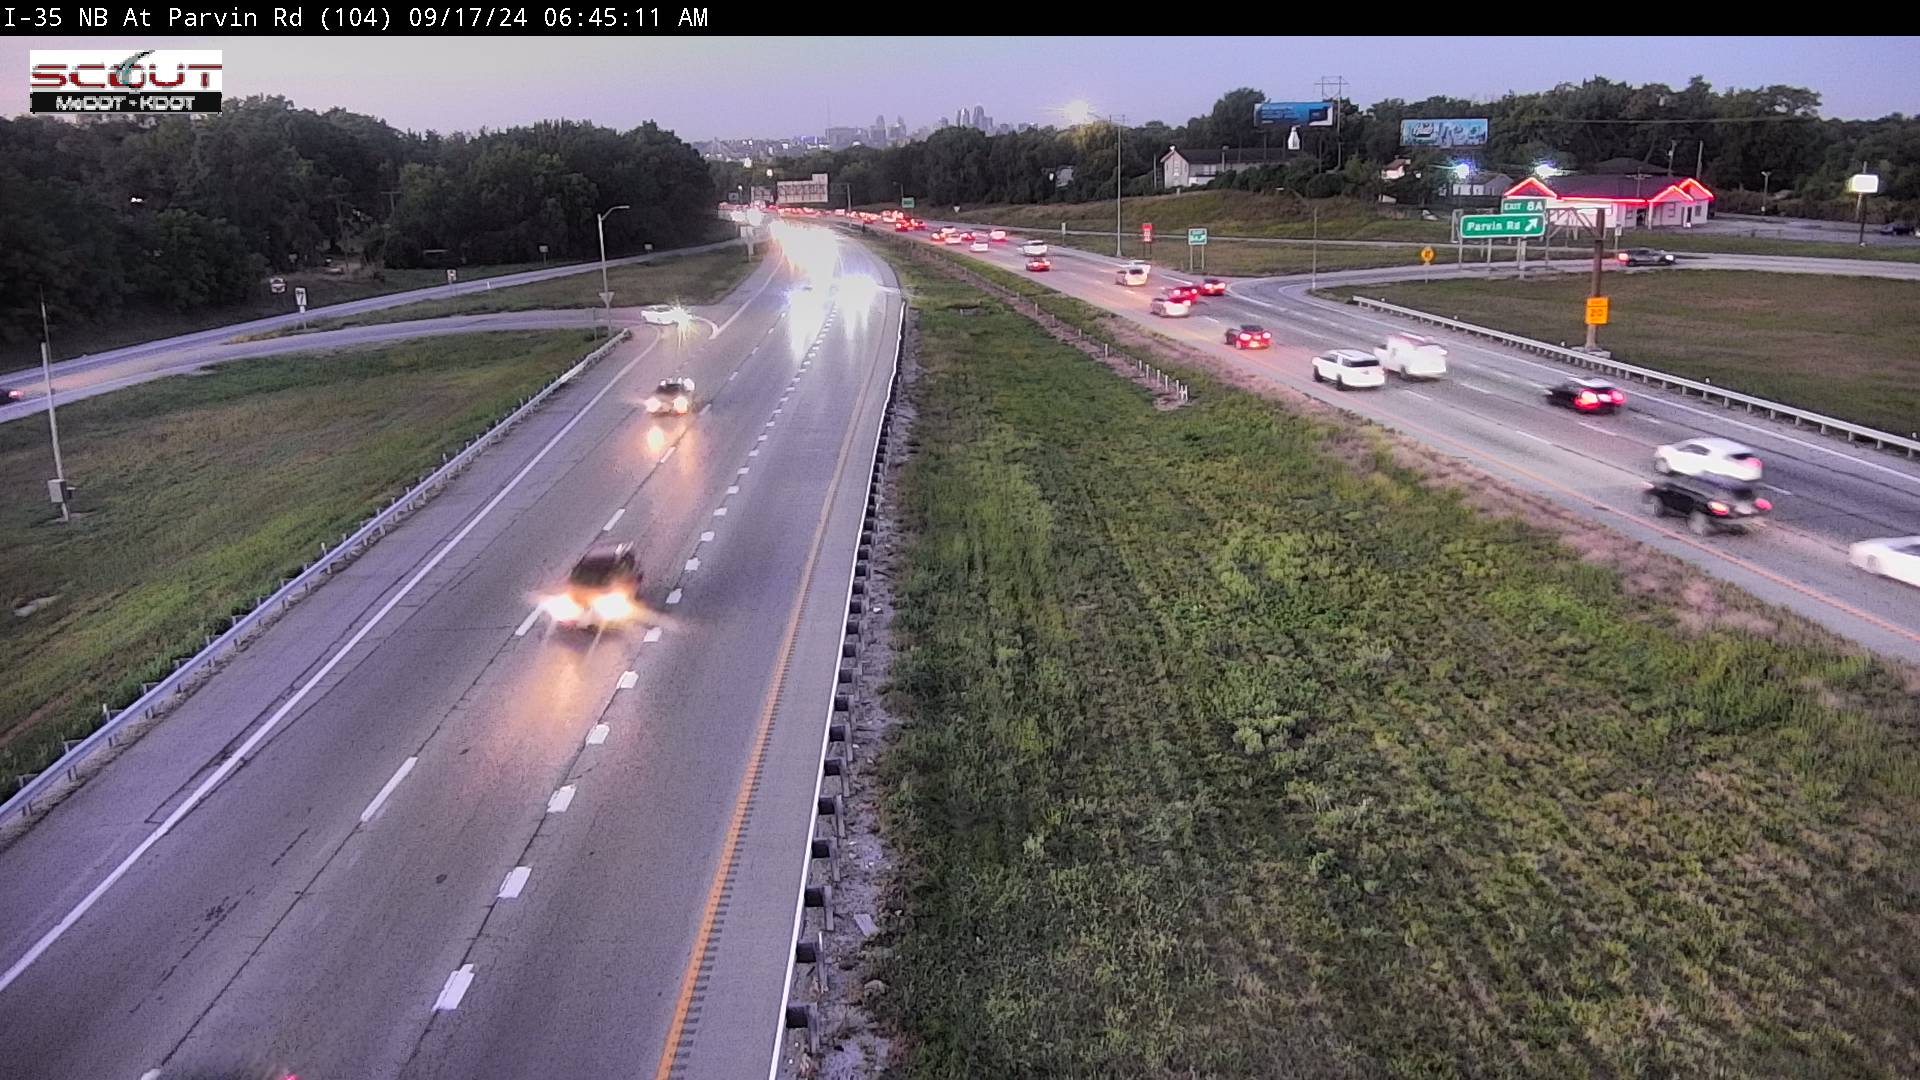 I-35 NB At Parvin Rd (104) 09/17/24 06:45:11 AM
SCOUT
MoDOT - KDOT
EXIT 8A
Parvin Rd
20